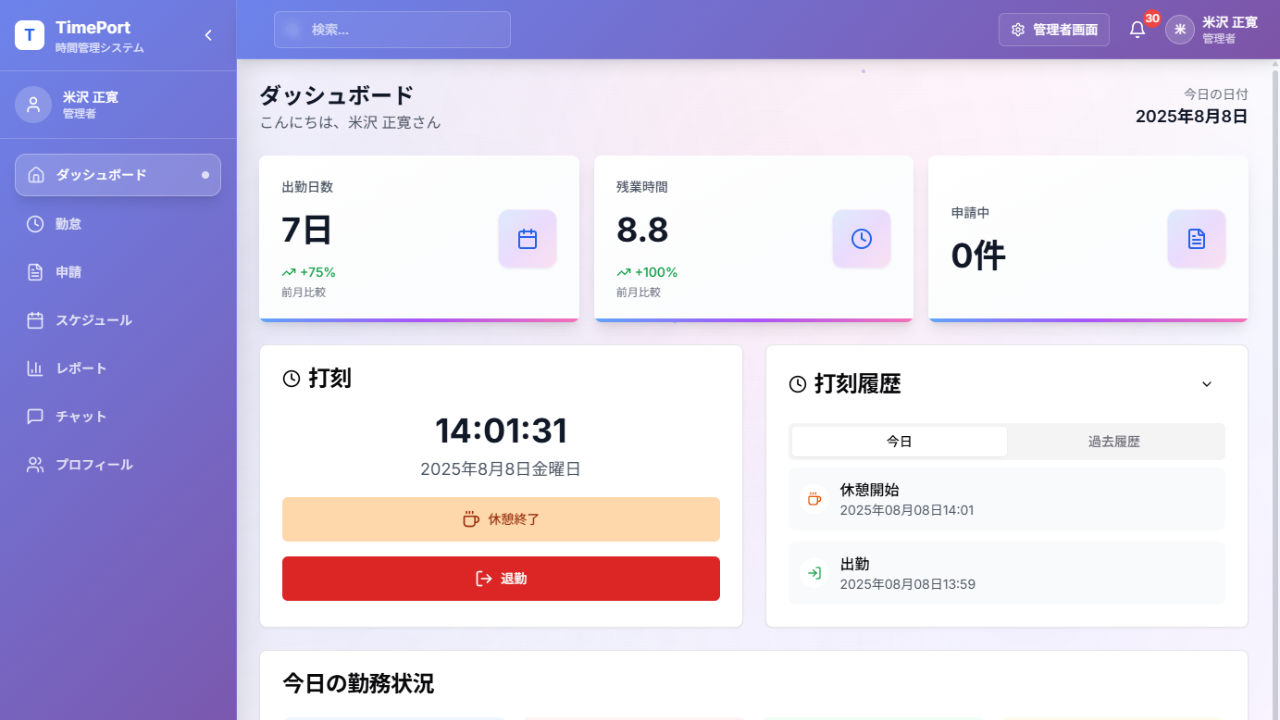 T
TimePort
時間管理システム
検索...
管理者画面
30
米
米沢 正寛
管理者
米沢 正寛
管理者
ダッシュボード
勤怠
申請
スケジュール
レポート
チャット
プロフィール
ダッシュボード
こんにちは、米沢 正寛さん
今日の日付
2025年8月8日
出勤日数
7日
+75%
前月比較
残業時間
8.8
+100%
前月比較
申請中
0件
打刻
14:01:31
2025年8月8日金曜日
休憩終了
退勤
打刻履歴
今日
過去履歴
休憩開始
2025年08月08日14:01
出勤
2025年08月08日13:59
今日の勤務状況